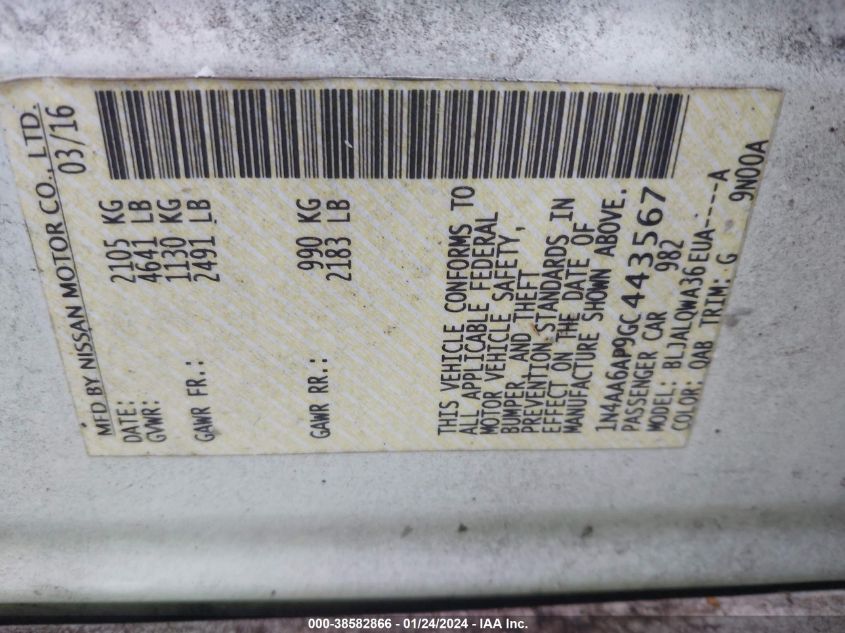 MFD BY NISSAN MOTOR CO., LTD.
DATE: 03/16
GVWR: 2105 KG
4641 LB
GAWR FR.: 1130 KG
2491 LB
GAWR RR.: 990 KG
2183 LB
THIS VEHICLE CONFORMS TO
ALL APPLICABLE FEDERAL
MOTOR VEHICLE SAFETY,
BUMPER, AND THEFT
PREVENTION STANDARDS IN
EFFECT ON THE DATE OF
MANUFACTURE SHOWN ABOVE.
1N4AA6AP9GC443567
PASSENGER CAR 982
MODEL: BLJALQWA36EUA----A
COLOR: QAB TRIM: G 9N00A
000-38582866 - 01/24/2024 - IAA Inc.